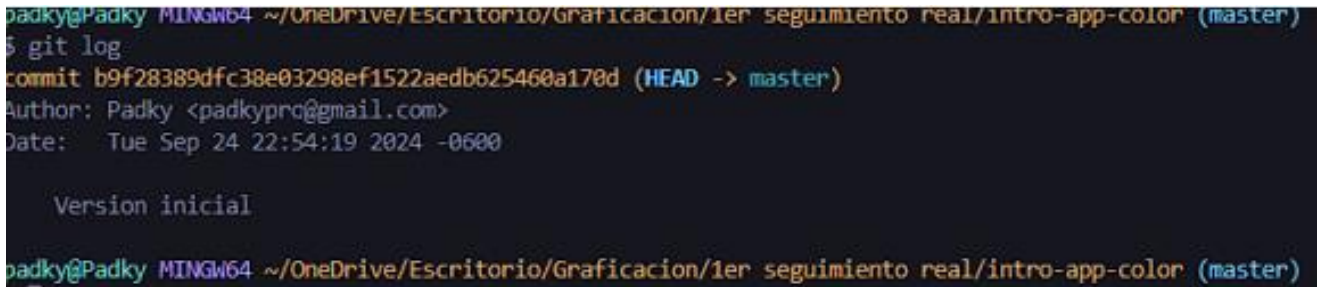 padky@Padky MINGW64 ~/OneDrive/Escritorio/Graficacion/1er seguimiento real/intro-app-color (master)
$ git log
commit b9f28389dfc38e03298ef1522aedb625460a170d (HEAD -> master)
Author: Padky <padkypro@gmail.com>
Date:   Tue Sep 24 22:54:19 2024 -0600
Version inicial
padky@Padky MINGW64 ~/OneDrive/Escritorio/Graficacion/1er seguimiento real/intro-app-color (master)